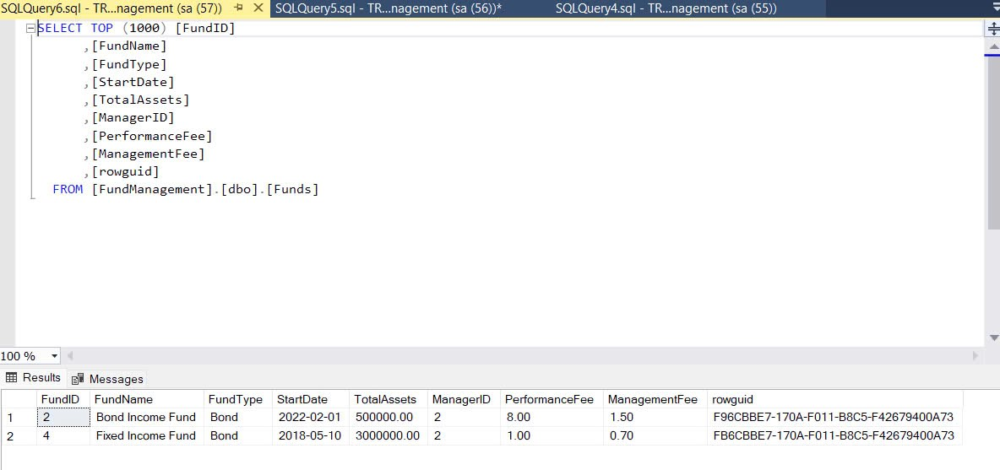 SQLQuery6.sql - TR...nagement (sa (57)) SQLQuery5.sql - TR...nagement (sa (56))* SQLQuery4.sql - TR...nagement (sa (55))
SELECT TOP (1000) [FundID]
,[FundName]
,[FundType]
,[StartDate]
,[TotalAssets]
,[ManagerID]
,[PerformanceFee]
,[ManagementFee]
,[rowguid]
FROM [FundManagement].[dbo].[Funds]
100 %
Results Messages
FundID FundName FundType StartDate TotalAssets ManagerID PerformanceFee ManagementFee rowguid
1 2 Bond Income Fund Bond 2022-02-01 500000.00 2 8.00 1.50 F96CBBE7-170A-F011-B8C5-F42679400A73
2 4 Fixed Income Fund Bond 2018-05-10 3000000.00 2 1.00 0.70 FB6CBBE7-170A-F011-B8C5-F42679400A73